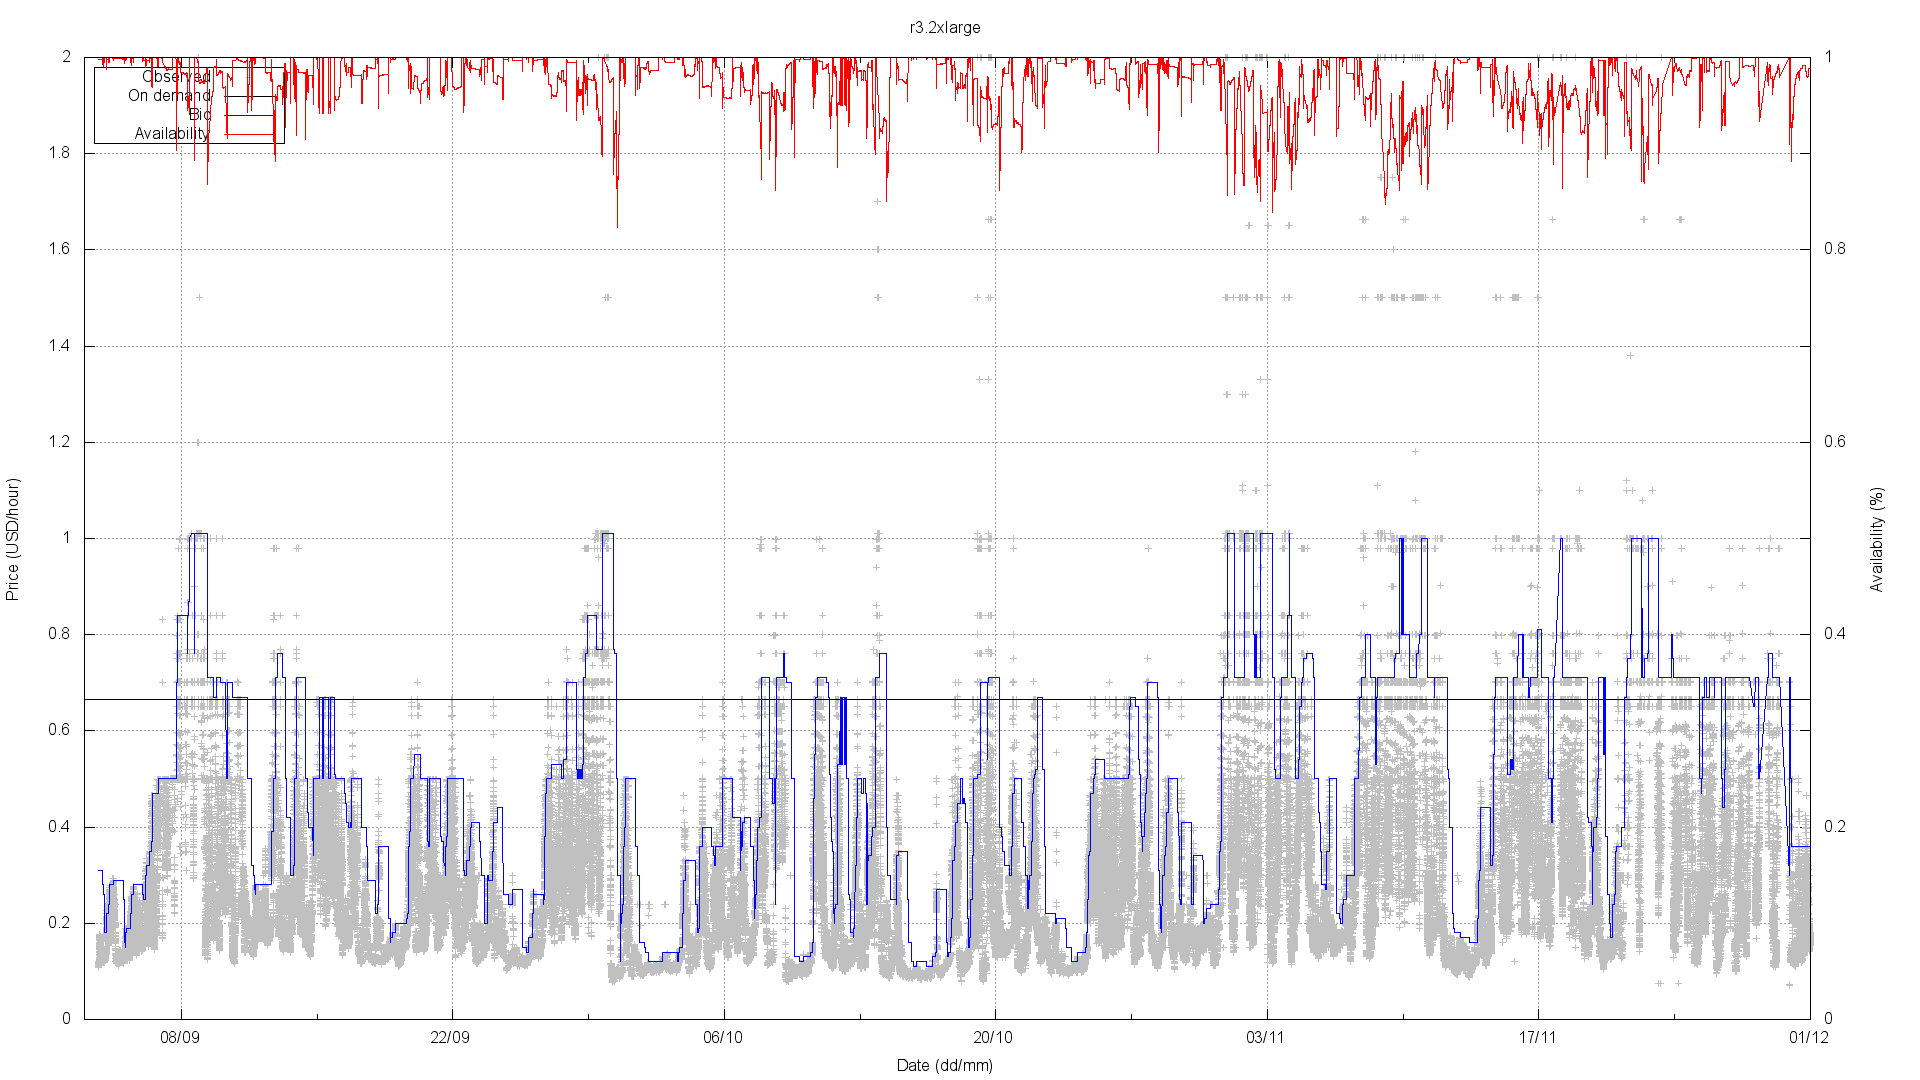 r3.2xlarge
Observed
On demand
Bid
Availability
2
1.8
1.6
1.4
1.2
1
0.8
0.6
0.4
0.2
0
1
0.8
0.6
0.4
0.2
0
Price (USD/hour)
Availability (%)
08/09 22/09 06/10 20/10 03/11 17/11 01/12
Date (dd/mm)